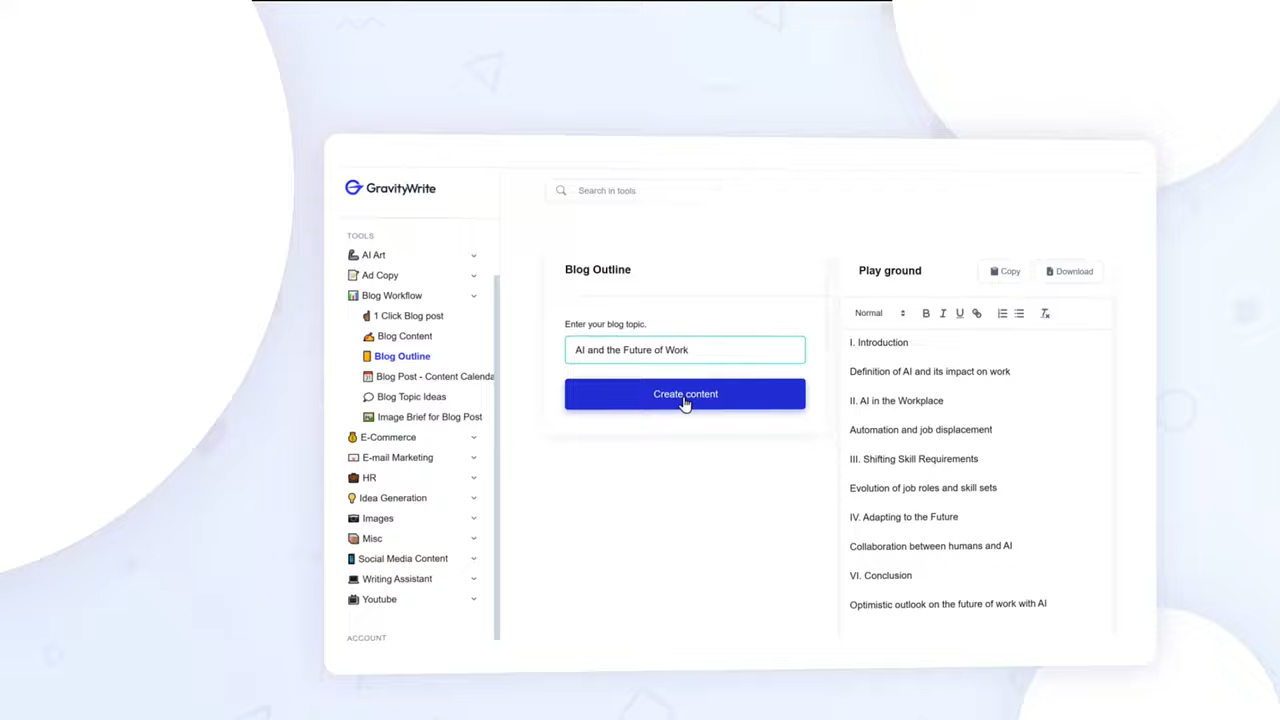 GravityWrite
Search in tools
TOOLS
AI Art
Ad Copy
Blog Workflow
1 Click Blog post
Blog Content
Blog Outline
Blog Post - Content Calenda
Blog Topic Ideas
Image Brief for Blog Post
E-Commerce
E-mail Marketing
HR
Idea Generation
Images
Misc
Social Media Content
Writing Assistant
Youtube
ACCOUNT
Blog Outline
Enter your blog topic.
AI and the Future of Work
Create content
Play ground
Copy
Download
Normal B I U
I. Introduction
Definition of AI and its impact on work
II. AI in the Workplace
Automation and job displacement
III. Shifting Skill Requirements
Evolution of job roles and skill sets
IV. Adapting to the Future
Collaboration between humans and AI
VI. Conclusion
Optimistic outlook on the future of work with AI